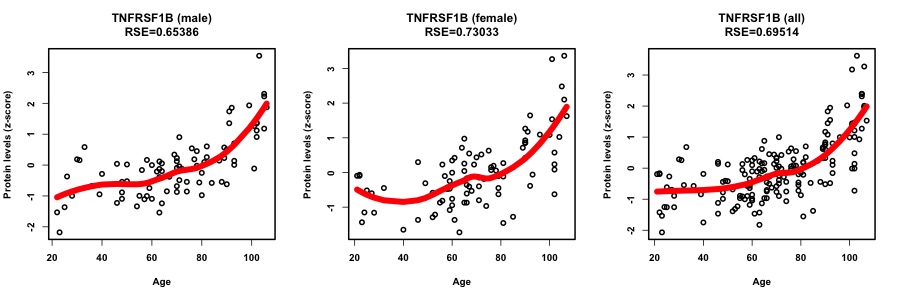 TNFRSF1B (male)
RSE=0.65386
Protein levels (z-score)
3
2
1
0
-1
-2
20 40 60 80 100
Age
TNFRSF1B (female)
RSE=0.73033
Protein levels (z-score)
3
2
1
0
-1
20 40 60 80 100
Age
TNFRSF1B (all)
RSE=0.69514
Protein levels (z-score)
3
2
1
0
-1
-2
20 40 60 80 100
Age